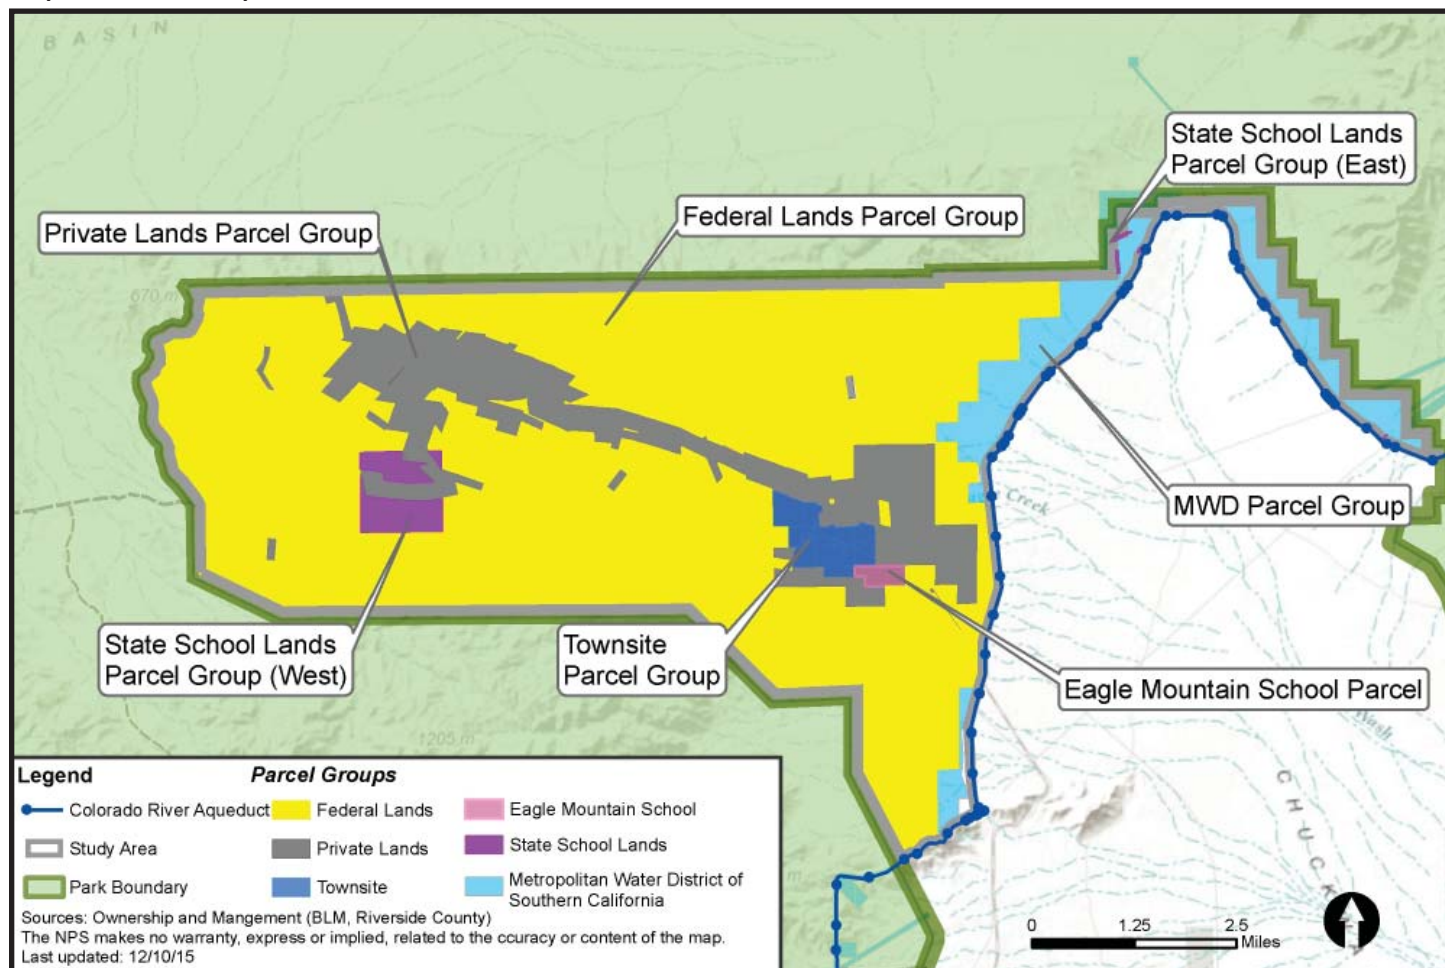 BASIN
State School Lands
Parcel Group (East)
Federal Lands Parcel Group
Private Lands Parcel Group
670 m
Creek
MWD Parcel Group
State School Lands
Parcel Group (West)
Townsite
Parcel Group
Eagle Mountain School Parcel
Wash
1205 m
CHUCKWA
m
Legend
Parcel Groups
Colorado River Aqueduct
Federal Lands
Eagle Mountain School
Study Area
Private Lands
State School Lands
Park Boundary
Townsite
Metropolitan Water District of
Southern California
Sources: Ownership and Mangement (BLM, Riverside County)
The NPS makes no warranty, express or implied, related to the ccuracy or content of the map.
Last updated: 12/10/15
0 1.25 2.5
Miles